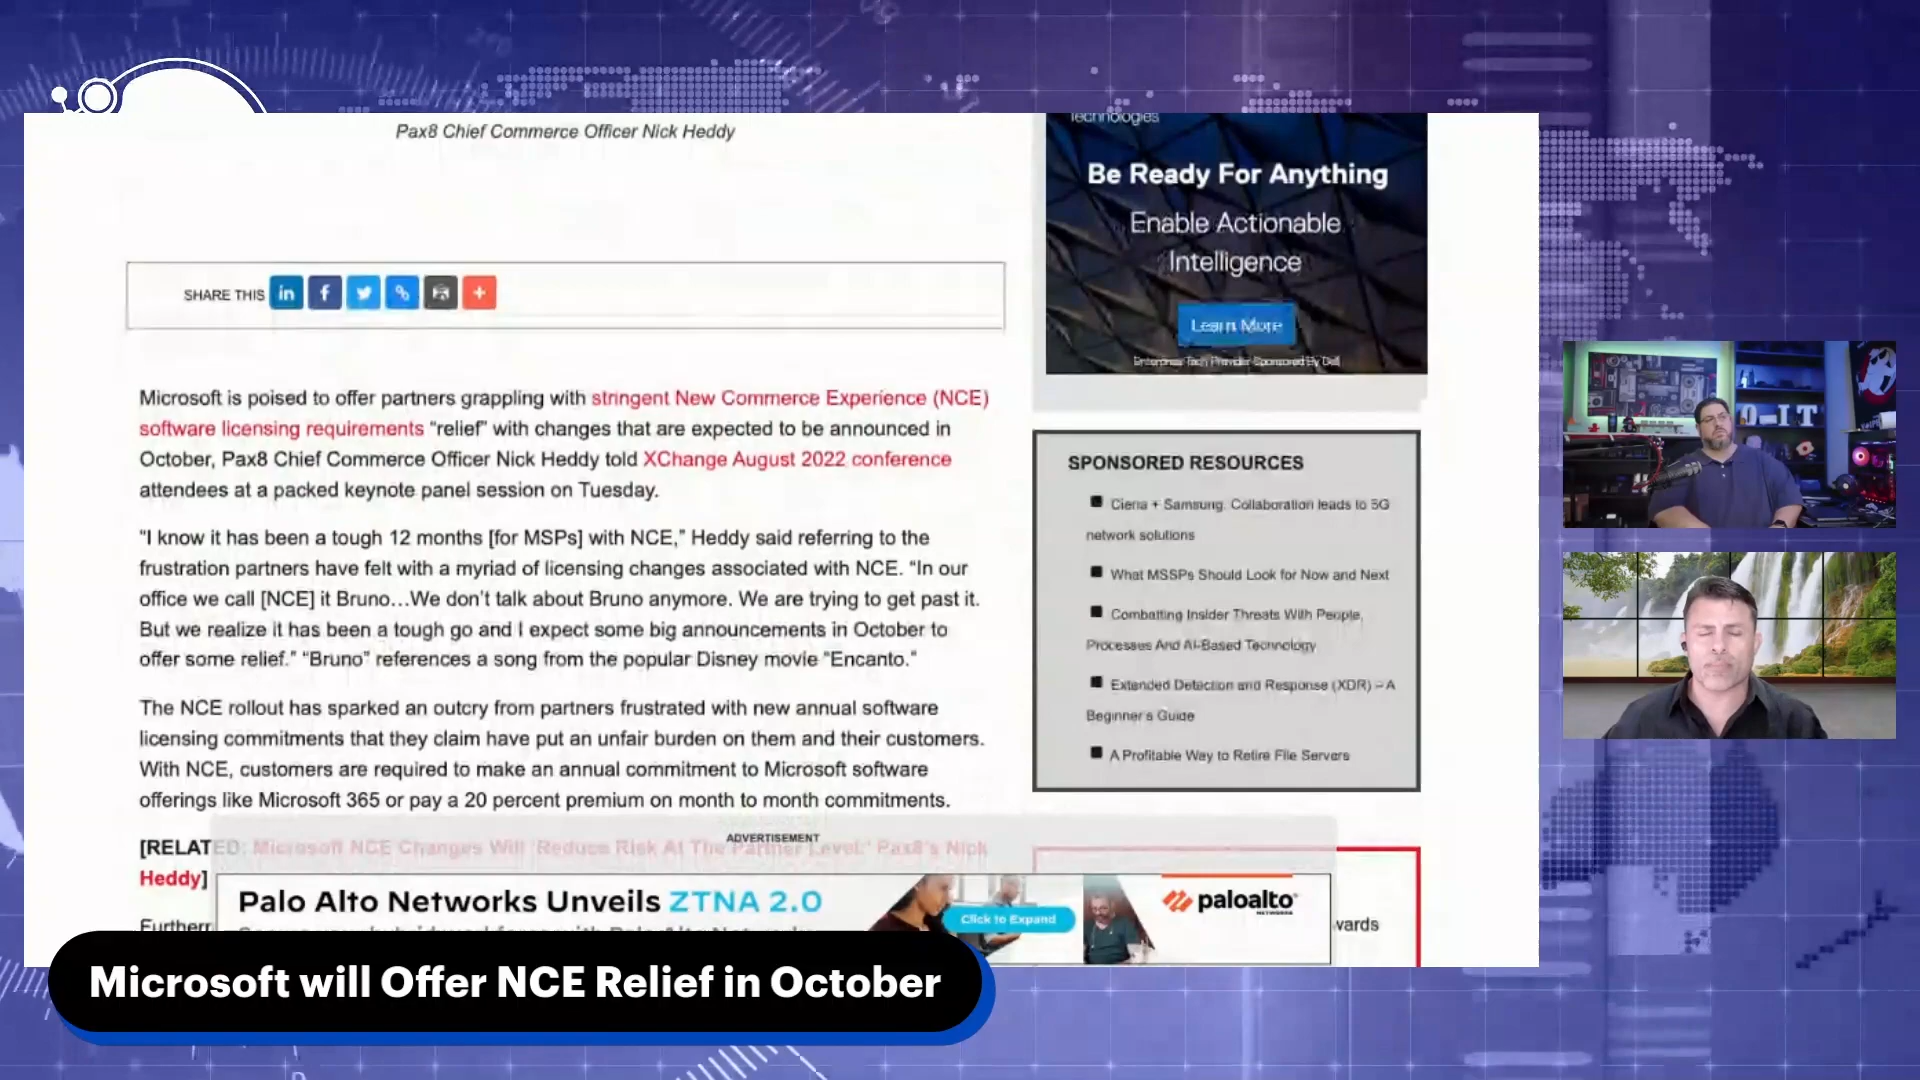 Pax8 Chief Commerce Officer Nick Heddy
SHARE THIS
Microsoft is poised to offer partners grappling with stringent New Commerce Experience (NCE)
software licensing requirements “relief” with changes that are expected to be announced in
October, Pax8 Chief Commerce Officer Nick Heddy told XChange August 2022 conference
attendees at a packed keynote panel session on Tuesday.
“I know it has been a tough 12 months [for MSPs] with NCE,” Heddy said referring to the
frustration partners have felt with a myriad of licensing changes associated with NCE. “In our
office we call [NCE] it Bruno…We don’t talk about Bruno anymore. We are trying to get past it.
But we realize it has been a tough go and I expect some big announcements in October to
offer some relief.” “Bruno” references a song from the popular Disney movie “Encanto.”
The NCE rollout has sparked an outcry from partners frustrated with new annual software
licensing commitments that they claim have put an unfair burden on them and their customers.
With NCE, customers are required to make an annual commitment to Microsoft software
offerings like Microsoft 365 or pay a 20 percent premium on month to month commitments.
[RELATED: Microsoft NCE Changes Will ‘Reduce Risk At The Partner Level:’ Pax8’s Nick
Heddy]
Technologies
Be Ready For Anything
Enable Actionable
Intelligence
Learn More
Enterprise Tech Provider Sponsored By Dell
SPONSORED RESOURCES
Ciena + Samsung. Collaboration leads to 5G
network solutions
What MSSPs Should Look for Now and Next
Combatting Insider Threats With People,
Processes And AI-Based Technology
Extended Detection and Response (XDR) – A
Beginner’s Guide
A Profitable Way to Retire File Servers
ADVERTISEMENT
Palo Alto Networks Unveils ZTNA 2.0
Click to Expand
paloalto
NETWORKS
wards
O-IT
Microsoft will Offer NCE Relief in October